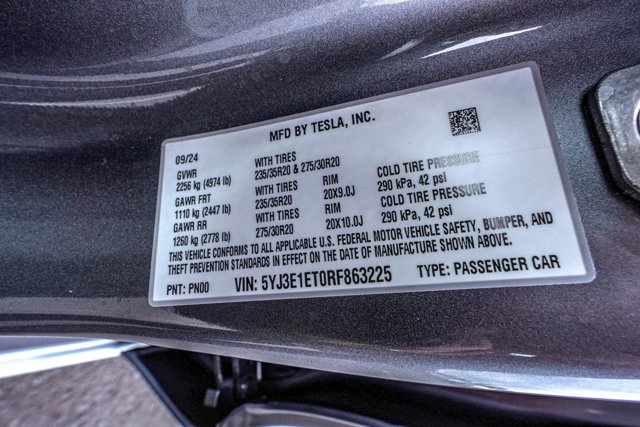 MFD BY TESLA, INC.
09/24
GVWR WITH TIRES
2256 kg (4974 lb) 235/35R20 & 275/30R20 COLD TIRE PRESSURE
GAWR FRT WITH TIRES RIM 290 kPa, 42 psi
1110 kg (2447 lb) 235/35R20 20X9.0J COLD TIRE PRESSURE
GAWR RR WITH TIRES RIM 290 kPa, 42 psi
1260 kg (2778 lb) 275/30R20 20X10.0J
THIS VEHICLE CONFORMS TO ALL APPLICABLE U.S. FEDERAL MOTOR VEHICLE SAFETY, BUMPER, AND
THEFT PREVENTION STANDARDS IN EFFECT ON THE DATE OF MANUFACTURE SHOWN ABOVE.
PNT: PN00 VIN: 5YJ3E1ET0RF863225 TYPE: PASSENGER CAR